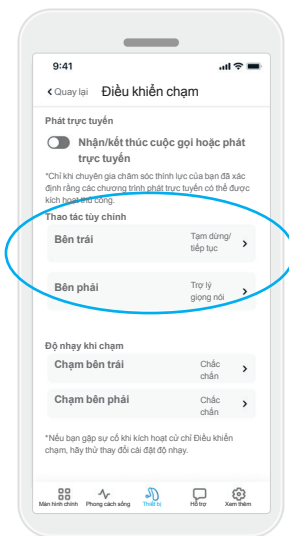 9:41
Quay lại Điều khiển chạm
Phát trực tuyến
Nhận/kết thúc cuộc gọi hoặc phát
trực tuyến
*Chỉ khi chuyên gia chăm sóc thính lực của bạn đã xác
định rằng các chương trình phát trực tuyến có thể được
kích hoạt thủ công.
Thao tác tùy chỉnh
Bên trái
Tạm dừng/
tiếp tục
Bên phải
Trợ lý
giọng nói
Độ nhạy khi chạm
Chạm bên trái
Chắc
chắn
Chạm bên phải
Chắc
chắn
*Nếu bạn gặp sự cố khi kích hoạt cử chỉ Điều khiển
chạm, hãy thử thay đổi cài đặt độ nhạy.
Màn hình chính Phong cách sống Thiết bị Hỗ trợ Xem thêm